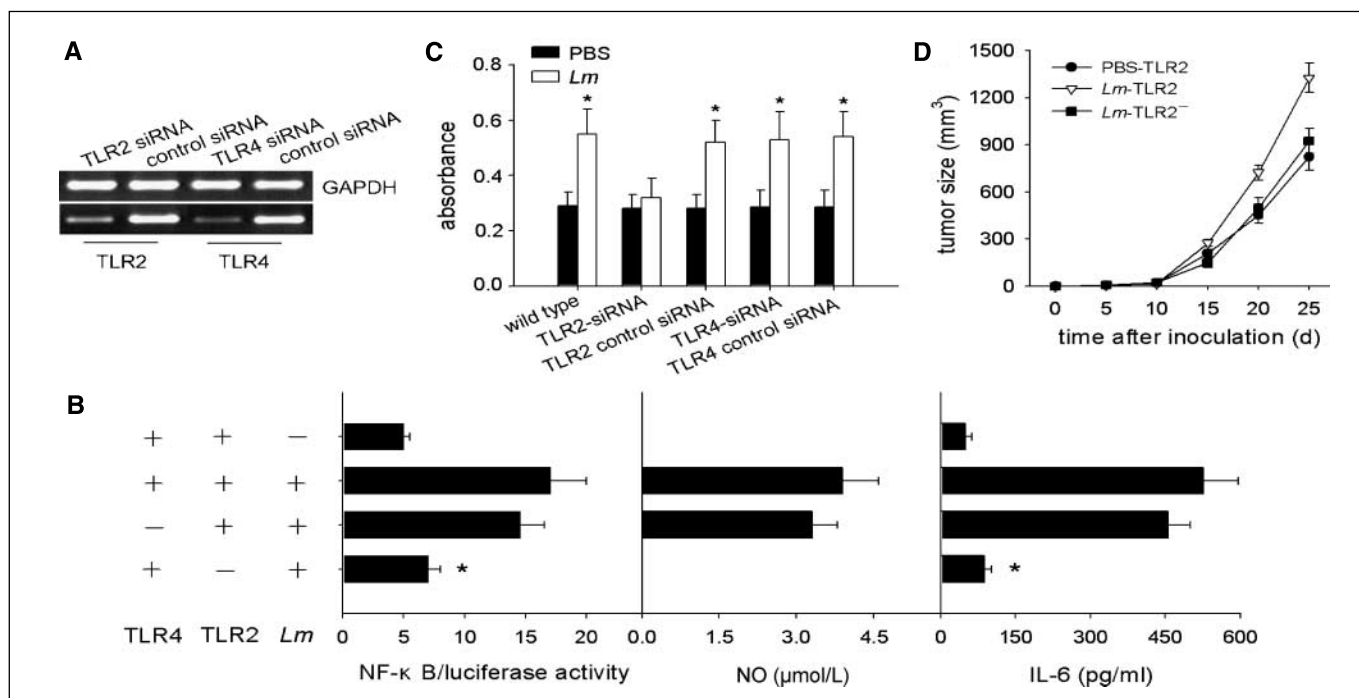 A
TLR2 siRNA
control siRNA
TLR4 siRNA
control siRNA
GAPDH
TLR2
TLR4
C
PBS
Lm
absorbance
0.8
0.6
0.4
0.2
0.0
*
*
*
*
wild type
TLR2-siRNA
TLR2 control siRNA
TLR4-siRNA
TLR4 control siRNA
D
PBS-TLR2
Lm-TLR2
Lm-TLR2⁻
tumor size (mm³)
1500
1200
900
600
300
0
0 5 10 15 20 25
time after inoculation (d)
B
+ + −
+ + +
− + +
+ − +
TLR4 TLR2 Lm
*
0 5 10 15 20
NF-κ B/luciferase activity
0.0 1.5 3.0 4.5
NO (μmol/L)
*
0 150 300 450 600
IL-6 (pg/ml)